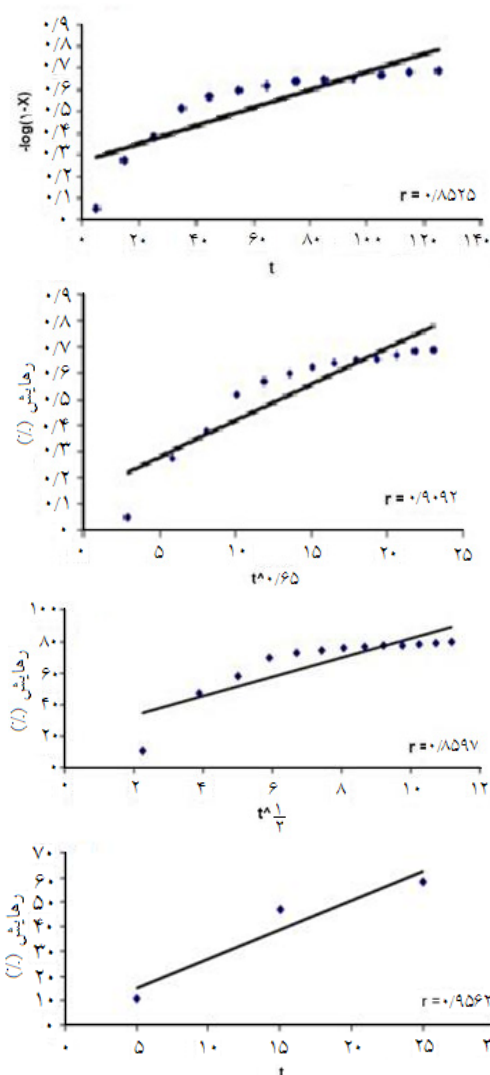 ۰/۹
۰/۸
۰/۷
۰/۶
۰/۵
۰/۴
۰/۳
۰/۲
۰/۱
۰
-log(۱-X)
r = ۰/۸۵۲۵
۰ ۲۰ ۴۰ ۶۰ ۸۰ ۱۰۰ ۱۲۰ ۱۴۰
t
۰/۹
۰/۸
۰/۷
۰/۶
۰/۵
۰/۴
۰/۳
۰/۲
۰/۱
۰
رهایش (٪)
r = ۰/۹۰۹۲
۰ ۵ ۱۰ ۱۵ ۲۰ ۲۵
t^۰/۶۵
۱۰۰
۸۰
۶۰
۴۰
۲۰
۰
رهایش (٪)
r =۰/۸۵۹۷
۰ ۲ ۴ ۶ ۸ ۱۰ ۱۲
t^۱/۲
۷۰
۶۰
۵۰
۴۰
۳۰
۲۰
۱۰
۰
رهایش (٪)
r =۰/۹۵۶۲
۰ ۵ ۱۰ ۱۵ ۲۰ ۲۵
t